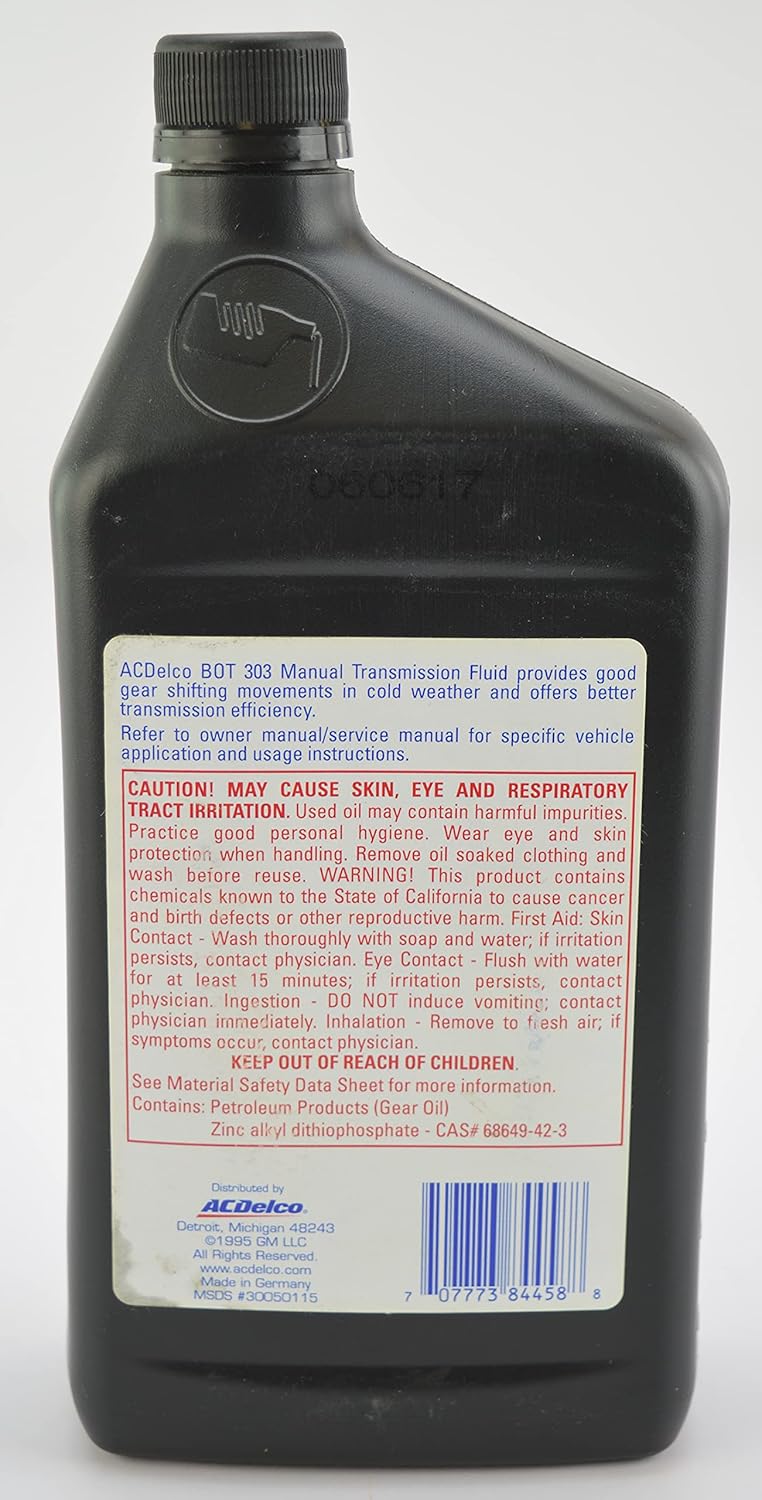 060617
ACDelco BOT 303 Manual Transmission Fluid provides good
gear shifting movements in cold weather and offers better
transmission efficiency.
Refer to owner manual/service manual for specific vehicle
application and usage instructions.
CAUTION! MAY CAUSE SKIN, EYE AND RESPIRATORY
TRACT IRRITATION. Used oil may contain harmful impurities.
Practice good personal hygiene. Wear eye and skin
protection when handling. Remove oil soaked clothing and
wash before reuse. WARNING! This product contains
chemicals known to the State of California to cause cancer
and birth defects or other reproductive harm. First Aid: Skin
Contact - Wash thoroughly with soap and water; if irritation
persists, contact physician. Eye Contact - Flush with water
for at least 15 minutes; if irritation persists, contact
physician. Ingestion - DO NOT induce vomiting; contact
physician immediately. Inhalation - Remove to fresh air; if
symptoms occur, contact physician.
KEEP OUT OF REACH OF CHILDREN.
See Material Safety Data Sheet for more information.
Contains: Petroleum Products (Gear Oil)
Zinc alkyl dithiophosphate - CAS# 68649-42-3
Distributed by
ACDelco®
Detroit, Michigan 48243
©1995 GM LLC
All Rights Reserved.
www.acdelco.com
Made in Germany
MSDS #30050115
7 07773 84458 8